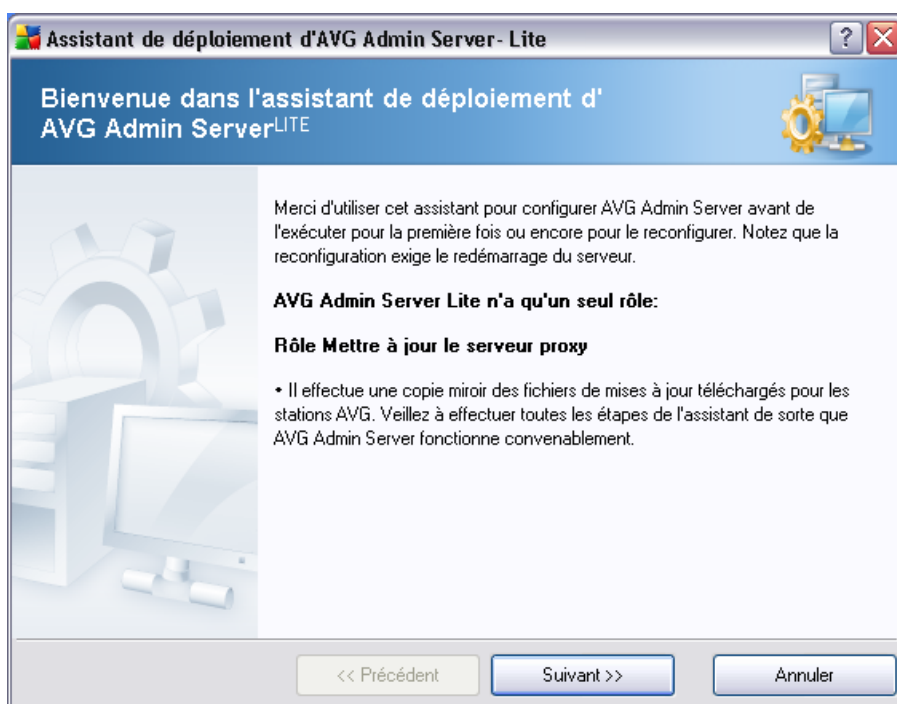 Assistant de déploiement d'AVG Admin Server- Lite
Bienvenue dans l'assistant de déploiement d'
AVG Admin ServerLITE
Merci d'utiliser cet assistant pour configurer AVG Admin Server avant de
l'exécuter pour la première fois ou encore pour le reconfigurer. Notez que la
reconfiguration exige le redémarrage du serveur.
AVG Admin Server Lite n'a qu'un seul rôle:
Rôle Mettre à jour le serveur proxy
• Il effectue une copie miroir des fichiers de mises à jour téléchargés pour les
stations AVG. Veillez à effectuer toutes les étapes de l'assistant de sorte que
AVG Admin Server fonctionne convenablement.
<< Précédent
Suivant >>
Annuler